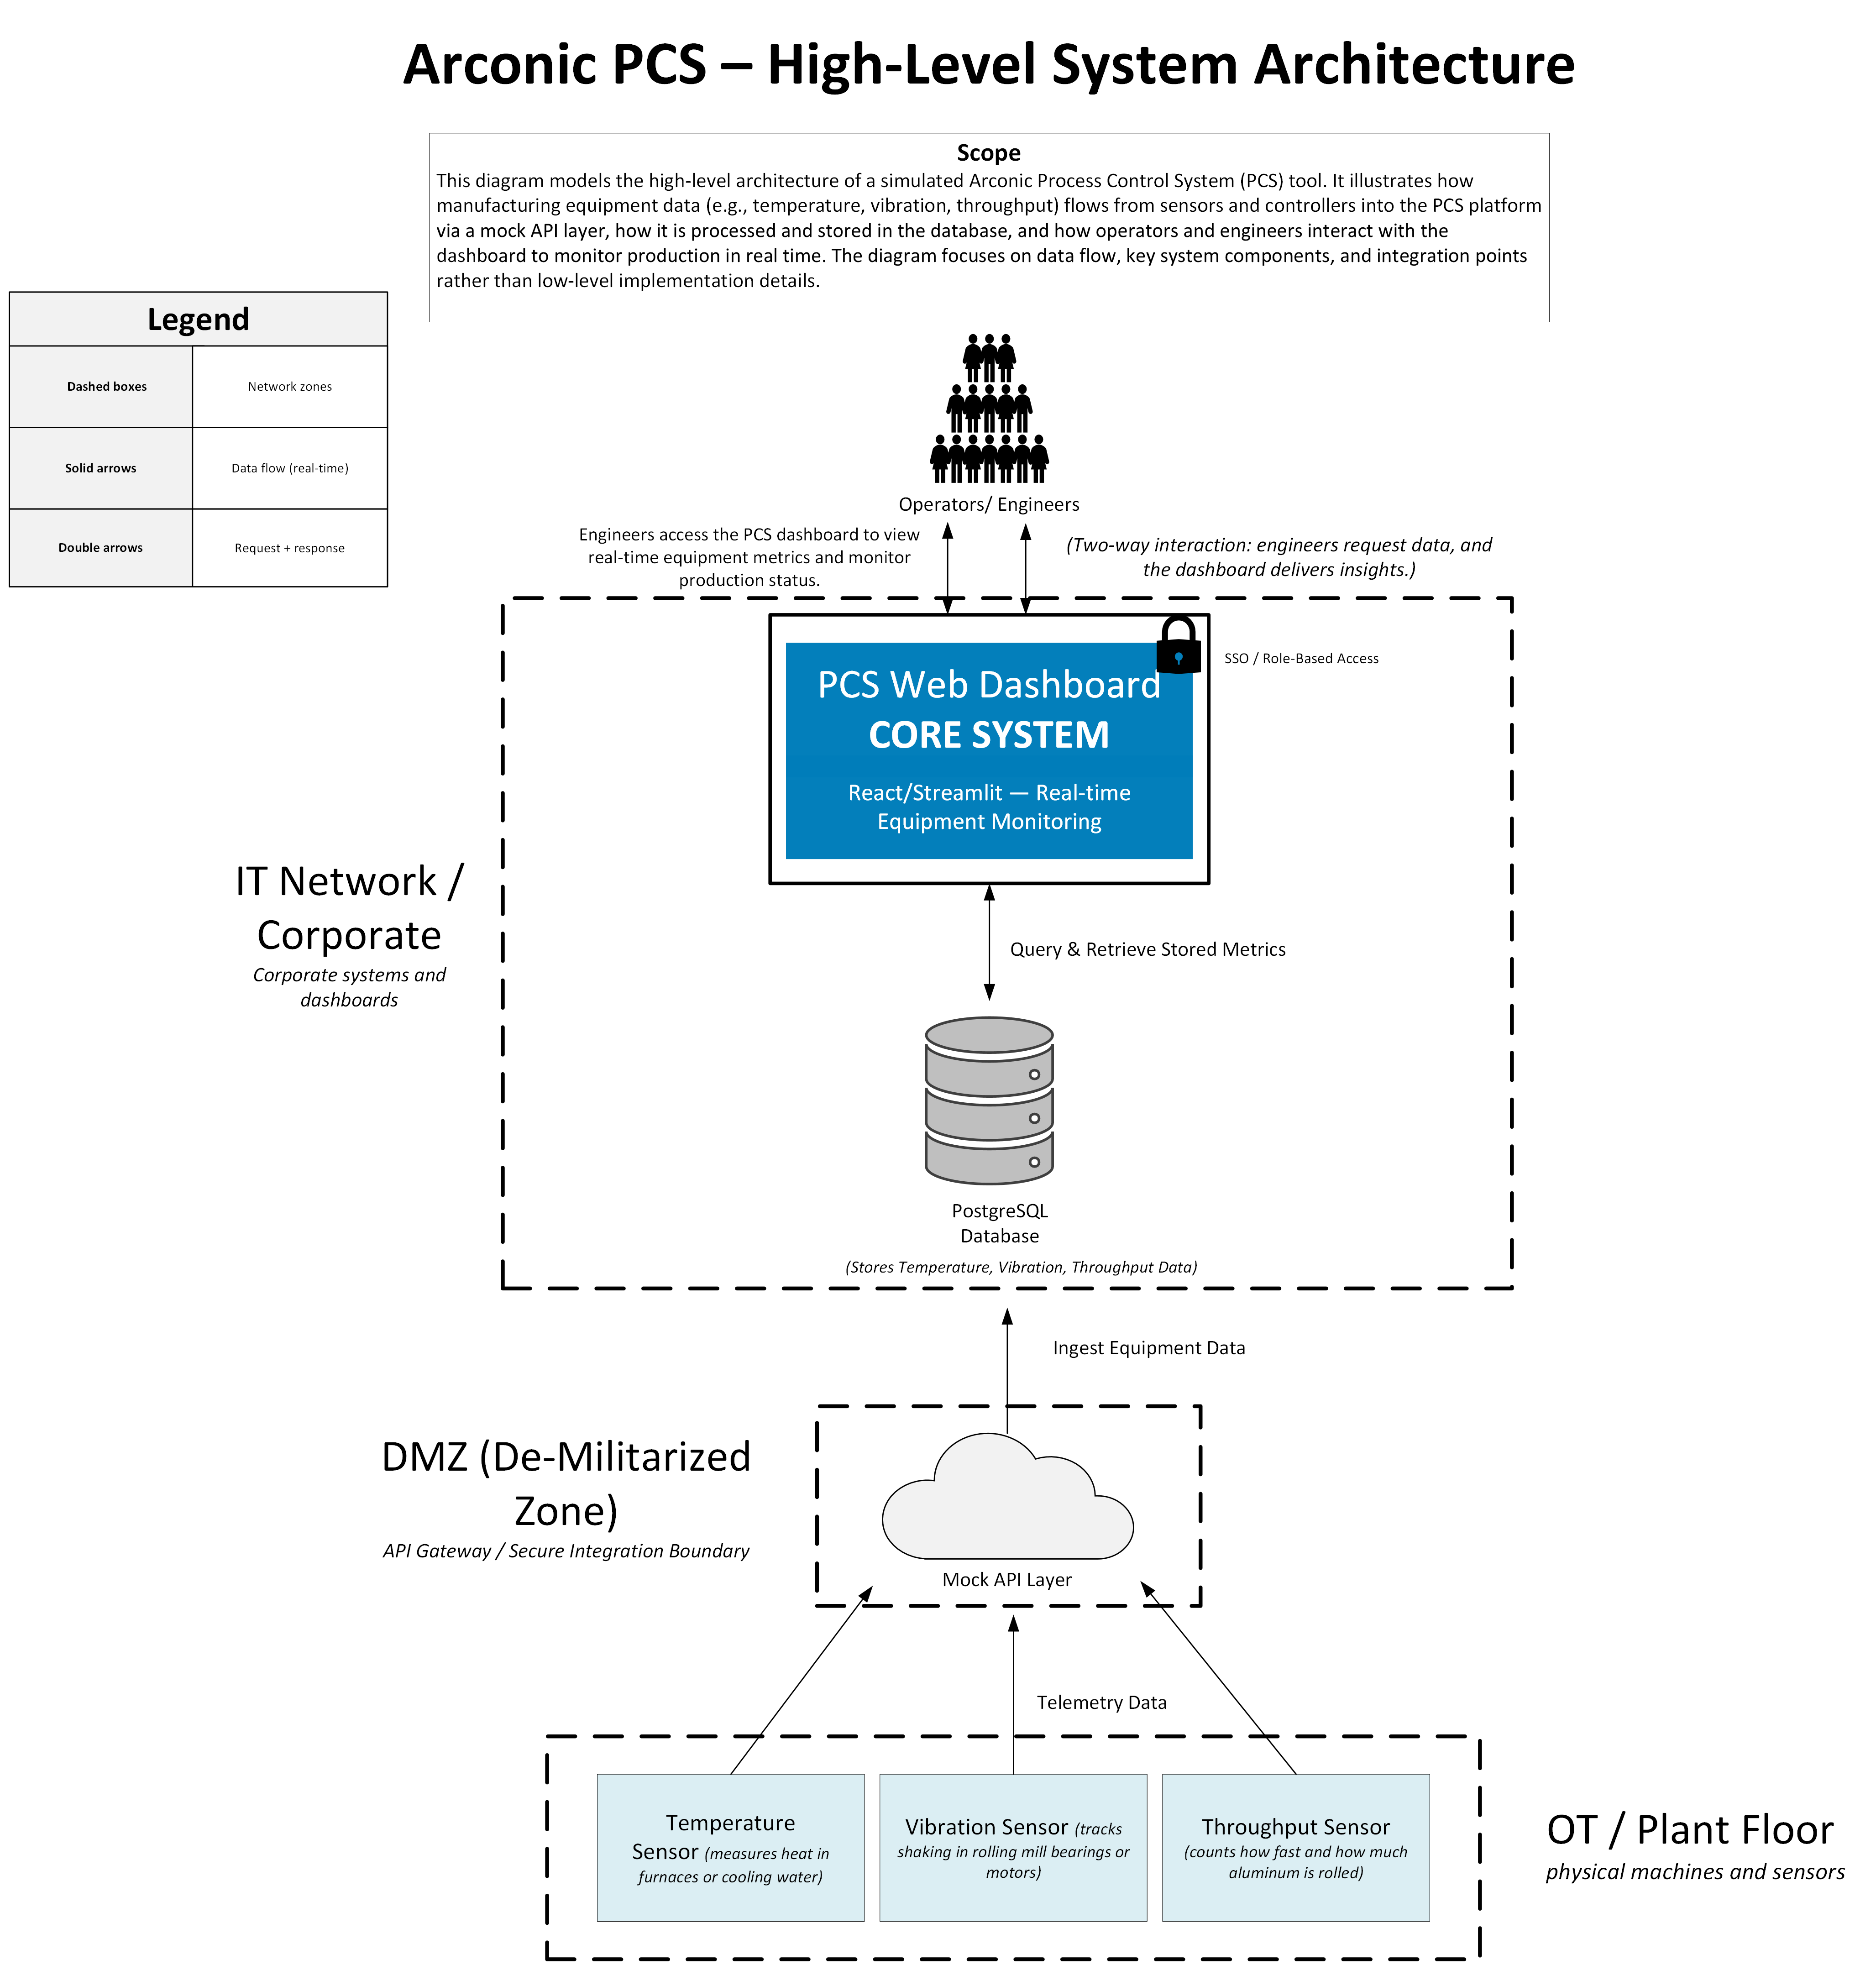 Arconic PCS – High-Level System Architecture
Scope
This diagram models the high-level architecture of a simulated Arconic Process Control System (PCS) tool. It illustrates how
manufacturing equipment data (e.g., temperature, vibration, throughput) flows from sensors and controllers into the PCS platform
via a mock API layer, how it is processed and stored in the database, and how operators and engineers interact with the
dashboard to monitor production in real time. The diagram focuses on data flow, key system components, and integration points
rather than low-level implementation details.
Legend
Dashed boxes
Network zones
Solid arrows
Data flow (real-time)
Double arrows
Request + response
Operators/ Engineers
Engineers access the PCS dashboard to view
real-time equipment metrics and monitor
production status.
(Two-way interaction: engineers request data, and
the dashboard delivers insights.)
PCS Web Dashboard
CORE SYSTEM
React/Streamlit — Real-time
Equipment Monitoring
SSO / Role-Based Access
IT Network /
Corporate
Corporate systems and
dashboards
Query & Retrieve Stored Metrics
PostgreSQL
Database
(Stores Temperature, Vibration, Throughput Data)
Ingest Equipment Data
DMZ (De-Militarized
Zone)
API Gateway / Secure Integration Boundary
Mock API Layer
Telemetry Data
Temperature
Sensor (measures heat in
furnaces or cooling water)
Vibration Sensor (tracks
shaking in rolling mill bearings or
motors)
Throughput Sensor
(counts how fast and how much
aluminum is rolled)
OT / Plant Floor
physical machines and sensors